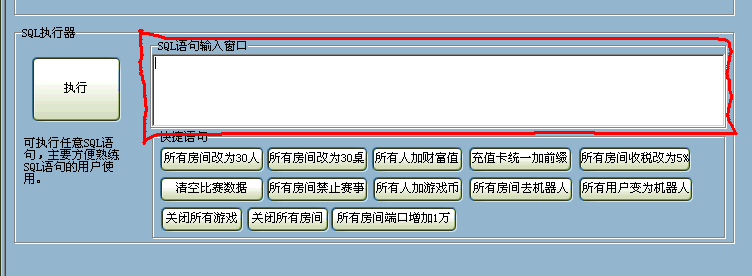 SQL执行器
SQL语句输入窗口
执行
可执行任意SQL语
句，主要方便熟练
SQL语句的用户使
用。
快捷语句
所有房间改为30人 所有房间改为30桌 所有人加财富值 充值卡统一加前缀 所有房间收税改为5%
清空比赛数据 所有房间禁止赛事 所有人加游戏币 所有房间去机器人 所有用户变为机器人
关闭所有游戏 关闭所有房间 所有房间端口增加1万